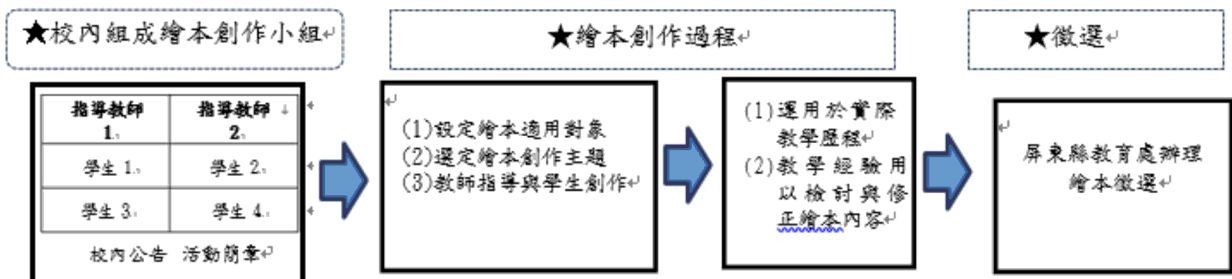 ★校內組成繪本創作小組
★繪本創作過程
★徵選
指導教師 指導教師
1. 2.
學生 1. 學生 2.
學生 3. 學生 4.
校內公告 活動簡章
(1)設定繪本適用對象
(2)選定繪本創作主題
(3)教師指導與學生創作
(1)運用於實際
教學歷程
(2)教學經驗用
以檢討與修
正繪本內容
屏東縣教育處辦理
繪本徵選